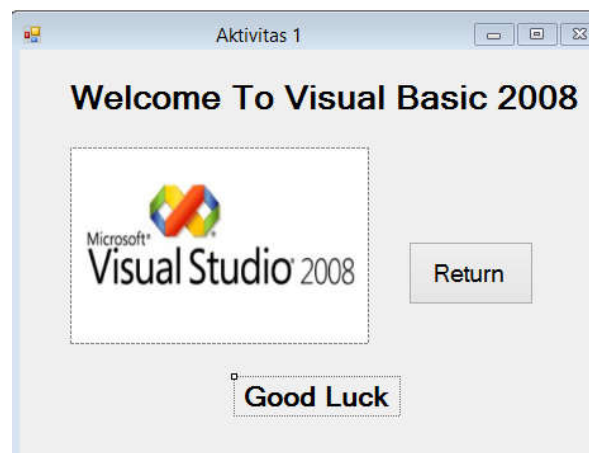 Aktivitas 1
Welcome To Visual Basic 2008
Microsoft®
Visual Studio® 2008
Return
Good Luck